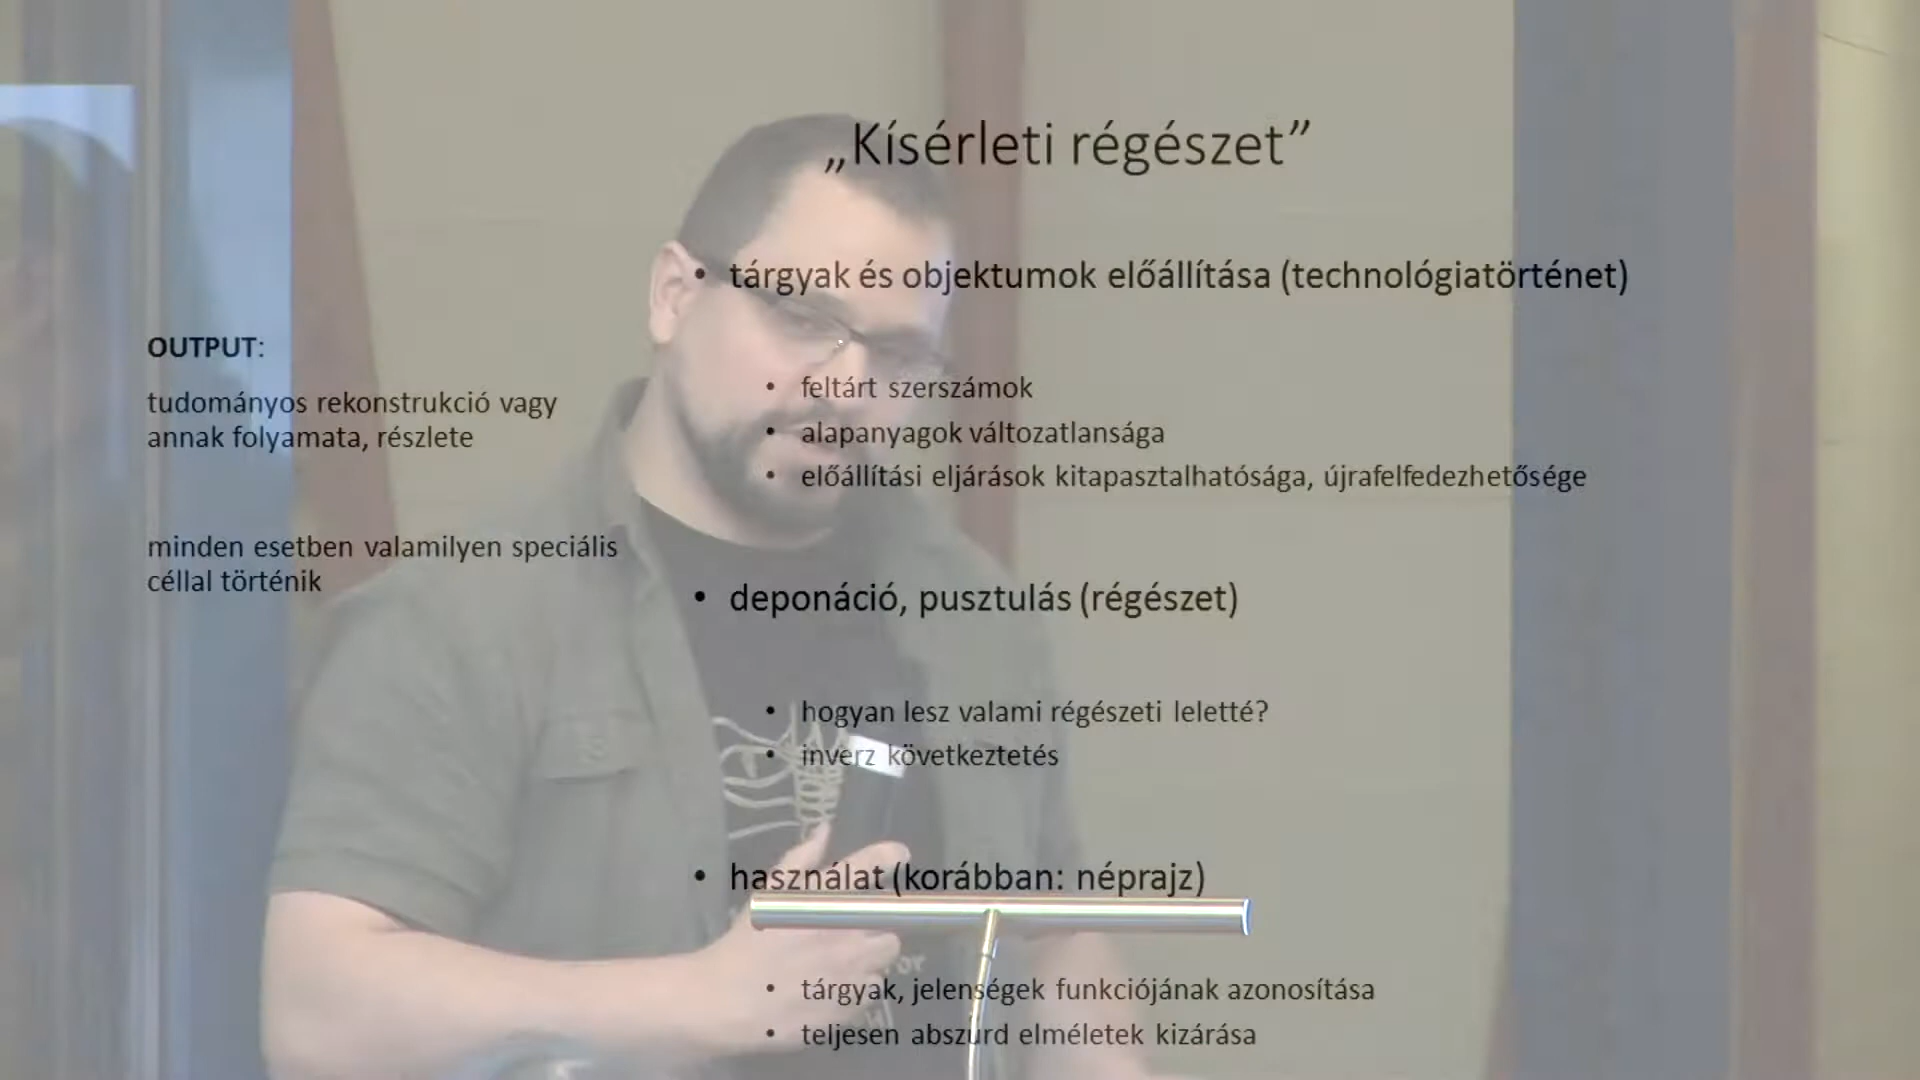 „Kísérleti régészet”
OUTPUT:
tudományos rekonstrukció vagy
annak folyamata, részlete
minden esetben valamilyen speciális
céllal történik
• tárgyak és objektumok előállítása (technológiatörténet)
• feltárt szerszámok
• alapanyagok változatlansága
• előállítási eljárások kitapasztalhatósága, újrafelfedezhetősége
• deponáció, pusztulás (régészet)
• hogyan lesz valami régészeti leletté?
• inverz következtetés
• használat (korábban: néprajz)
• tárgyak, jelenségek funkciójának azonosítása
• teljesen abszurd elméletek kizárása